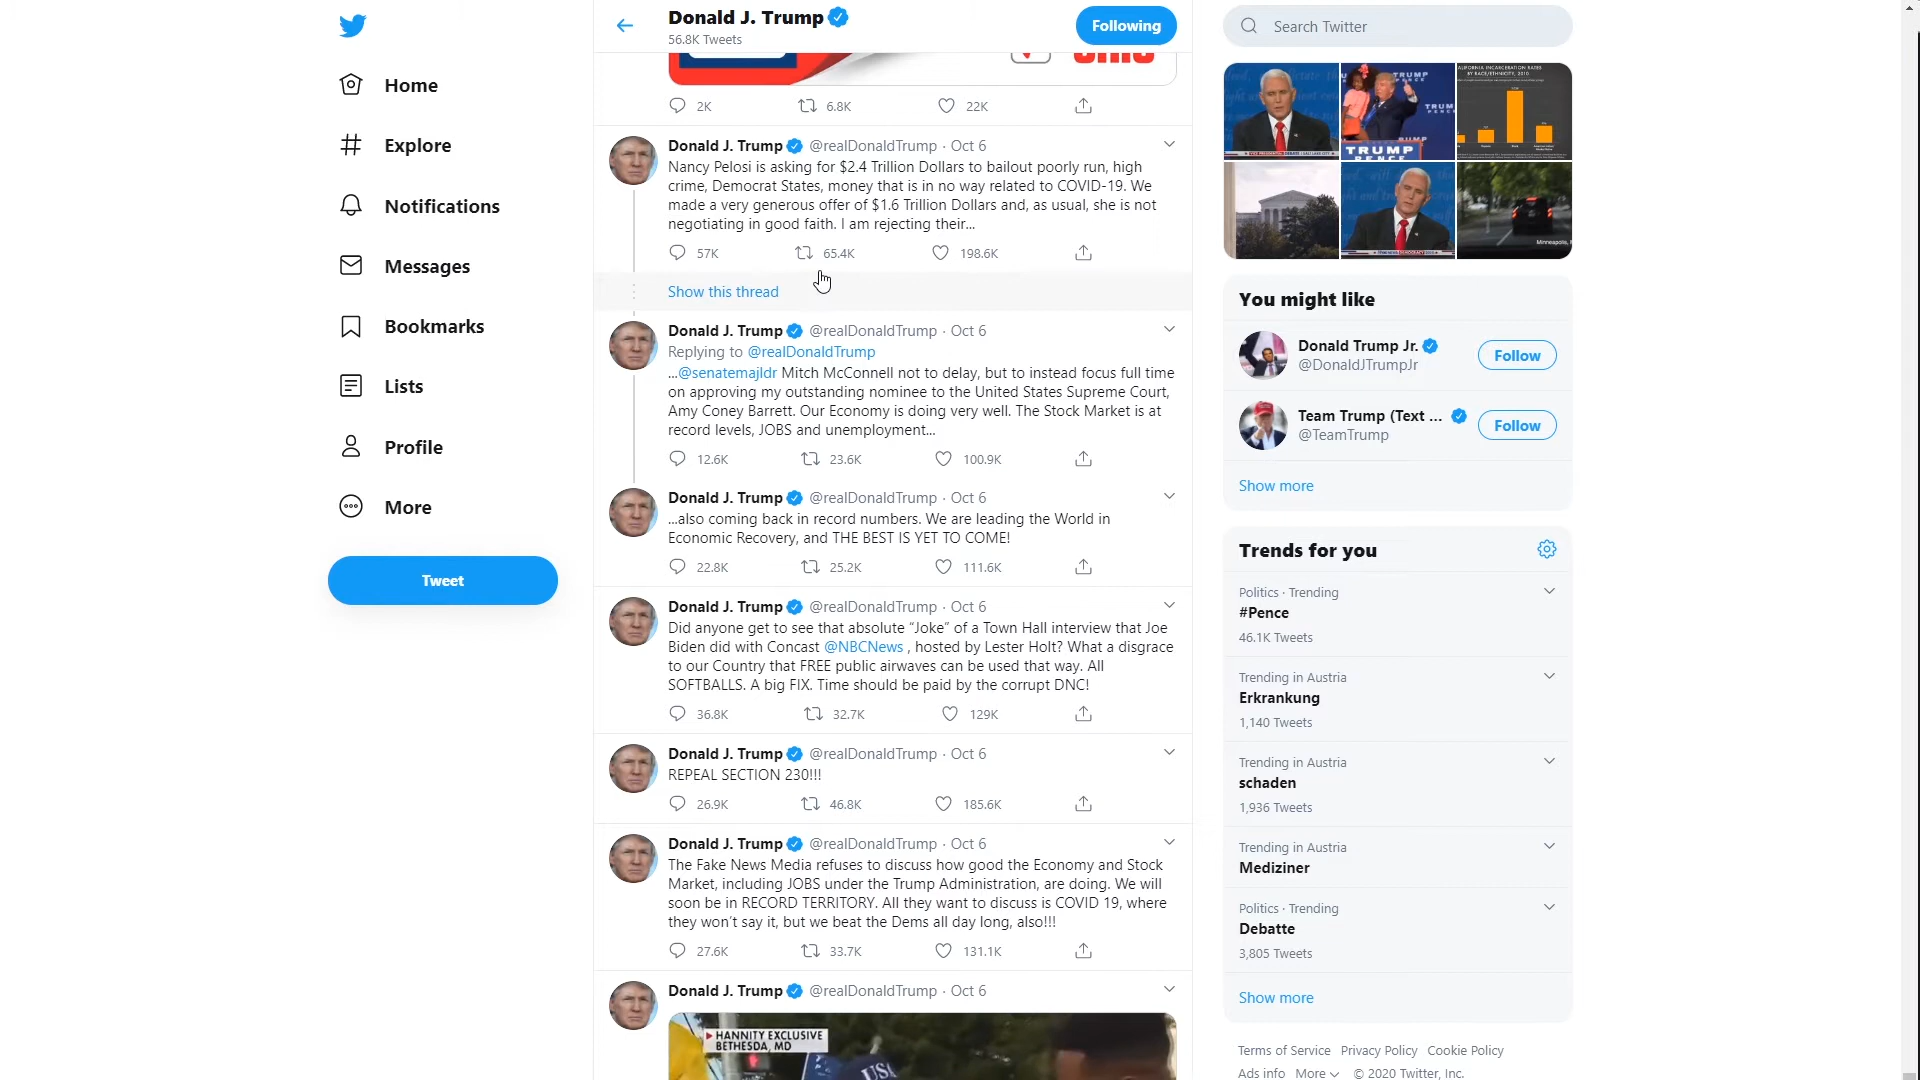 Home
Explore
Notifications
Messages
Bookmarks
Lists
Profile
More
Tweet
Donald J. Trump
56.8K Tweets
Following
2K 6.8K 22K
Donald J. Trump @realDonaldTrump · Oct 6
Nancy Pelosi is asking for $2.4 Trillion Dollars to bailout poorly run, high
crime, Democrat States, money that is in no way related to COVID-19. We
made a very generous offer of $1.6 Trillion Dollars and, as usual, she is not
negotiating in good faith. I am rejecting their...
57K 65.4K 198.6K
Show this thread
Donald J. Trump @realDonaldTrump · Oct 6
Replying to @realDonaldTrump
...@senatemajldr Mitch McConnell not to delay, but to instead focus full time
on approving my outstanding nominee to the United States Supreme Court,
Amy Coney Barrett. Our Economy is doing very well. The Stock Market is at
record levels, JOBS and unemployment...
12.6K 23.6K 100.9K
Donald J. Trump @realDonaldTrump · Oct 6
...also coming back in record numbers. We are leading the World in
Economic Recovery, and THE BEST IS YET TO COME!
22.8K 25.2K 111.6K
Donald J. Trump @realDonaldTrump · Oct 6
Did anyone get to see that absolute “Joke” of a Town Hall interview that Joe
Biden did with Concast @NBCNews , hosted by Lester Holt? What a disgrace
to our Country that FREE public airwaves can be used that way. All
SOFTBALLS. A big FIX. Time should be paid by the corrupt DNC!
36.8K 32.7K 129K
Donald J. Trump @realDonaldTrump · Oct 6
REPEAL SECTION 230!!!
26.9K 46.8K 185.6K
Donald J. Trump @realDonaldTrump · Oct 6
The Fake News Media refuses to discuss how good the Economy and Stock
Market, including JOBS under the Trump Administration, are doing. We will
soon be in RECORD TERRITORY. All they want to discuss is COVID 19, where
they won’t say it, but we beat the Dems all day long, also!!!
27.6K 33.7K 131.1K
Donald J. Trump @realDonaldTrump · Oct 6
HANNITY EXCLUSIVE
BETHESDA, MD
USA
Search Twitter
TRUMP
TRUMP
PENCE
BY RACE/ETHNICITY, 2010
Minneapolis,
You might like
Donald Trump Jr.
@DonaldJTrumpJr
Follow
Team Trump (Text ...
@TeamTrump
Follow
Show more
Trends for you
Politics · Trending
#Pence
46.1K Tweets
Trending in Austria
Erkrankung
1,140 Tweets
Trending in Austria
schaden
1,936 Tweets
Trending in Austria
Mediziner
Politics · Trending
Debatte
3,805 Tweets
Show more
Terms of Service Privacy Policy Cookie Policy
Ads info More © 2020 Twitter, Inc.